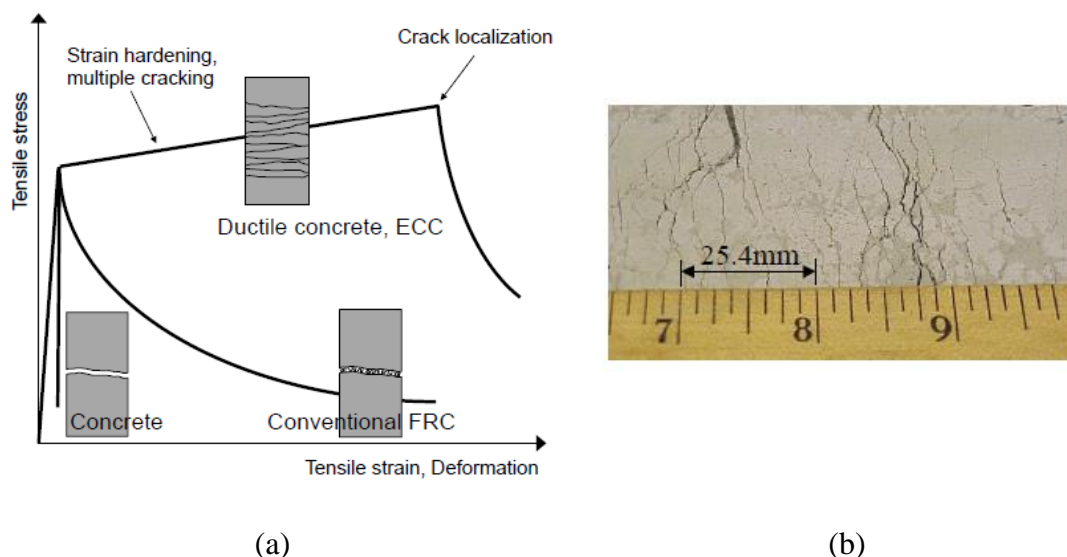 Crack localization
Strain hardening,
multiple cracking
Tensile stress
Ductile concrete, ECC
Concrete
Conventional FRC
Tensile strain, Deformation
25.4mm
7 8 9
(a) (b)